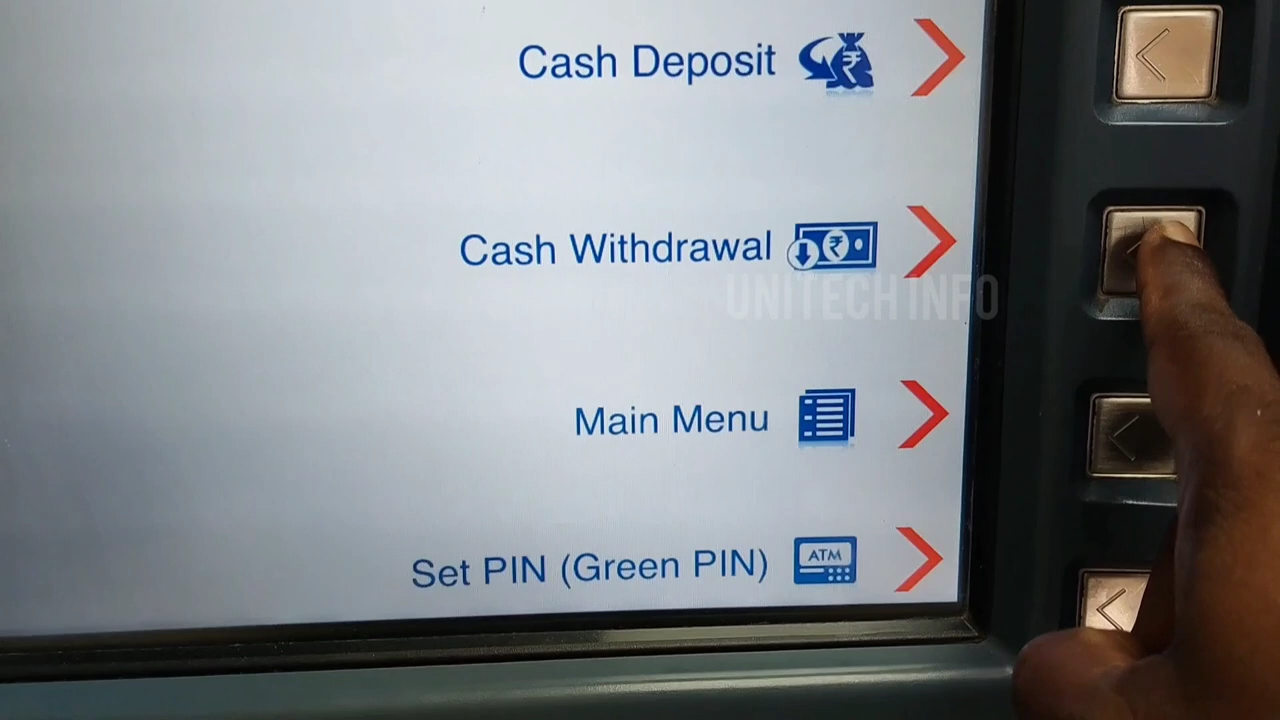 Cash Deposit
Cash Withdrawal
UNITECH INFO
Main Menu
Set PIN (Green PIN)
ATM